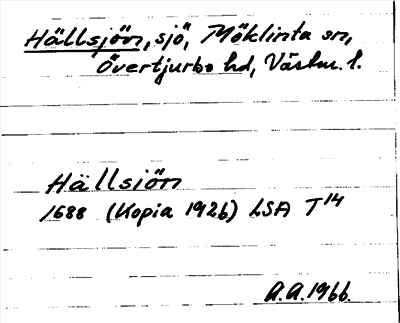 Hällsjön, sjö, Möklinta sn,
Övertjurbo hd, Västm. l.
Hällsiön
1688 (Kopia 1926) LSA T14
A.A. 1966.